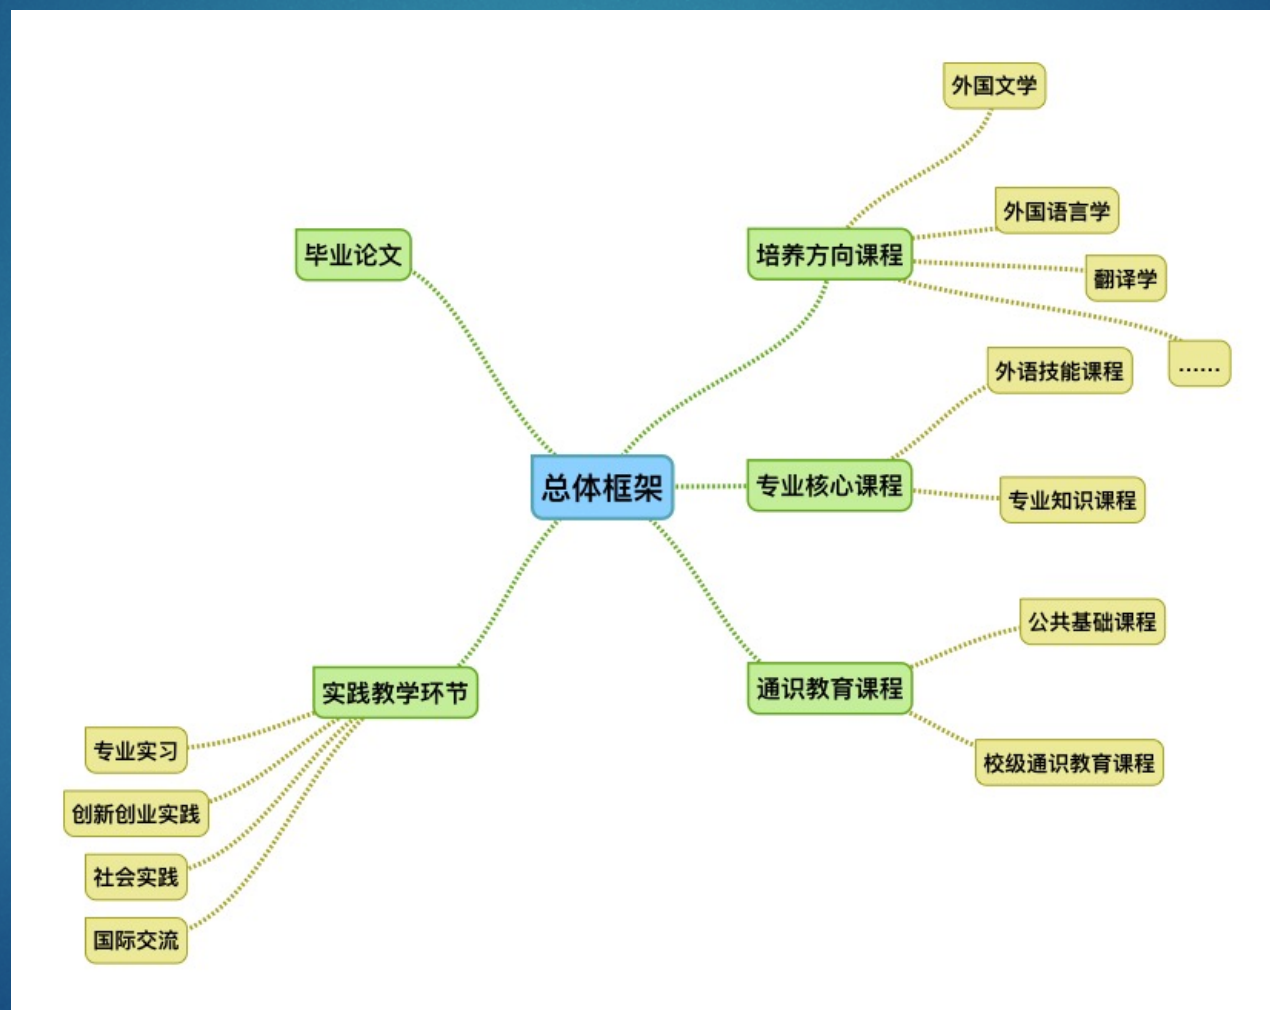 外国文学
外国语言学
毕业论文
培养方向课程
翻译学
......
外语技能课程
总体框架
专业核心课程
专业知识课程
公共基础课程
实践教学环节
通识教育课程
专业实习
校级通识教育课程
创新创业实践
社会实践
国际交流